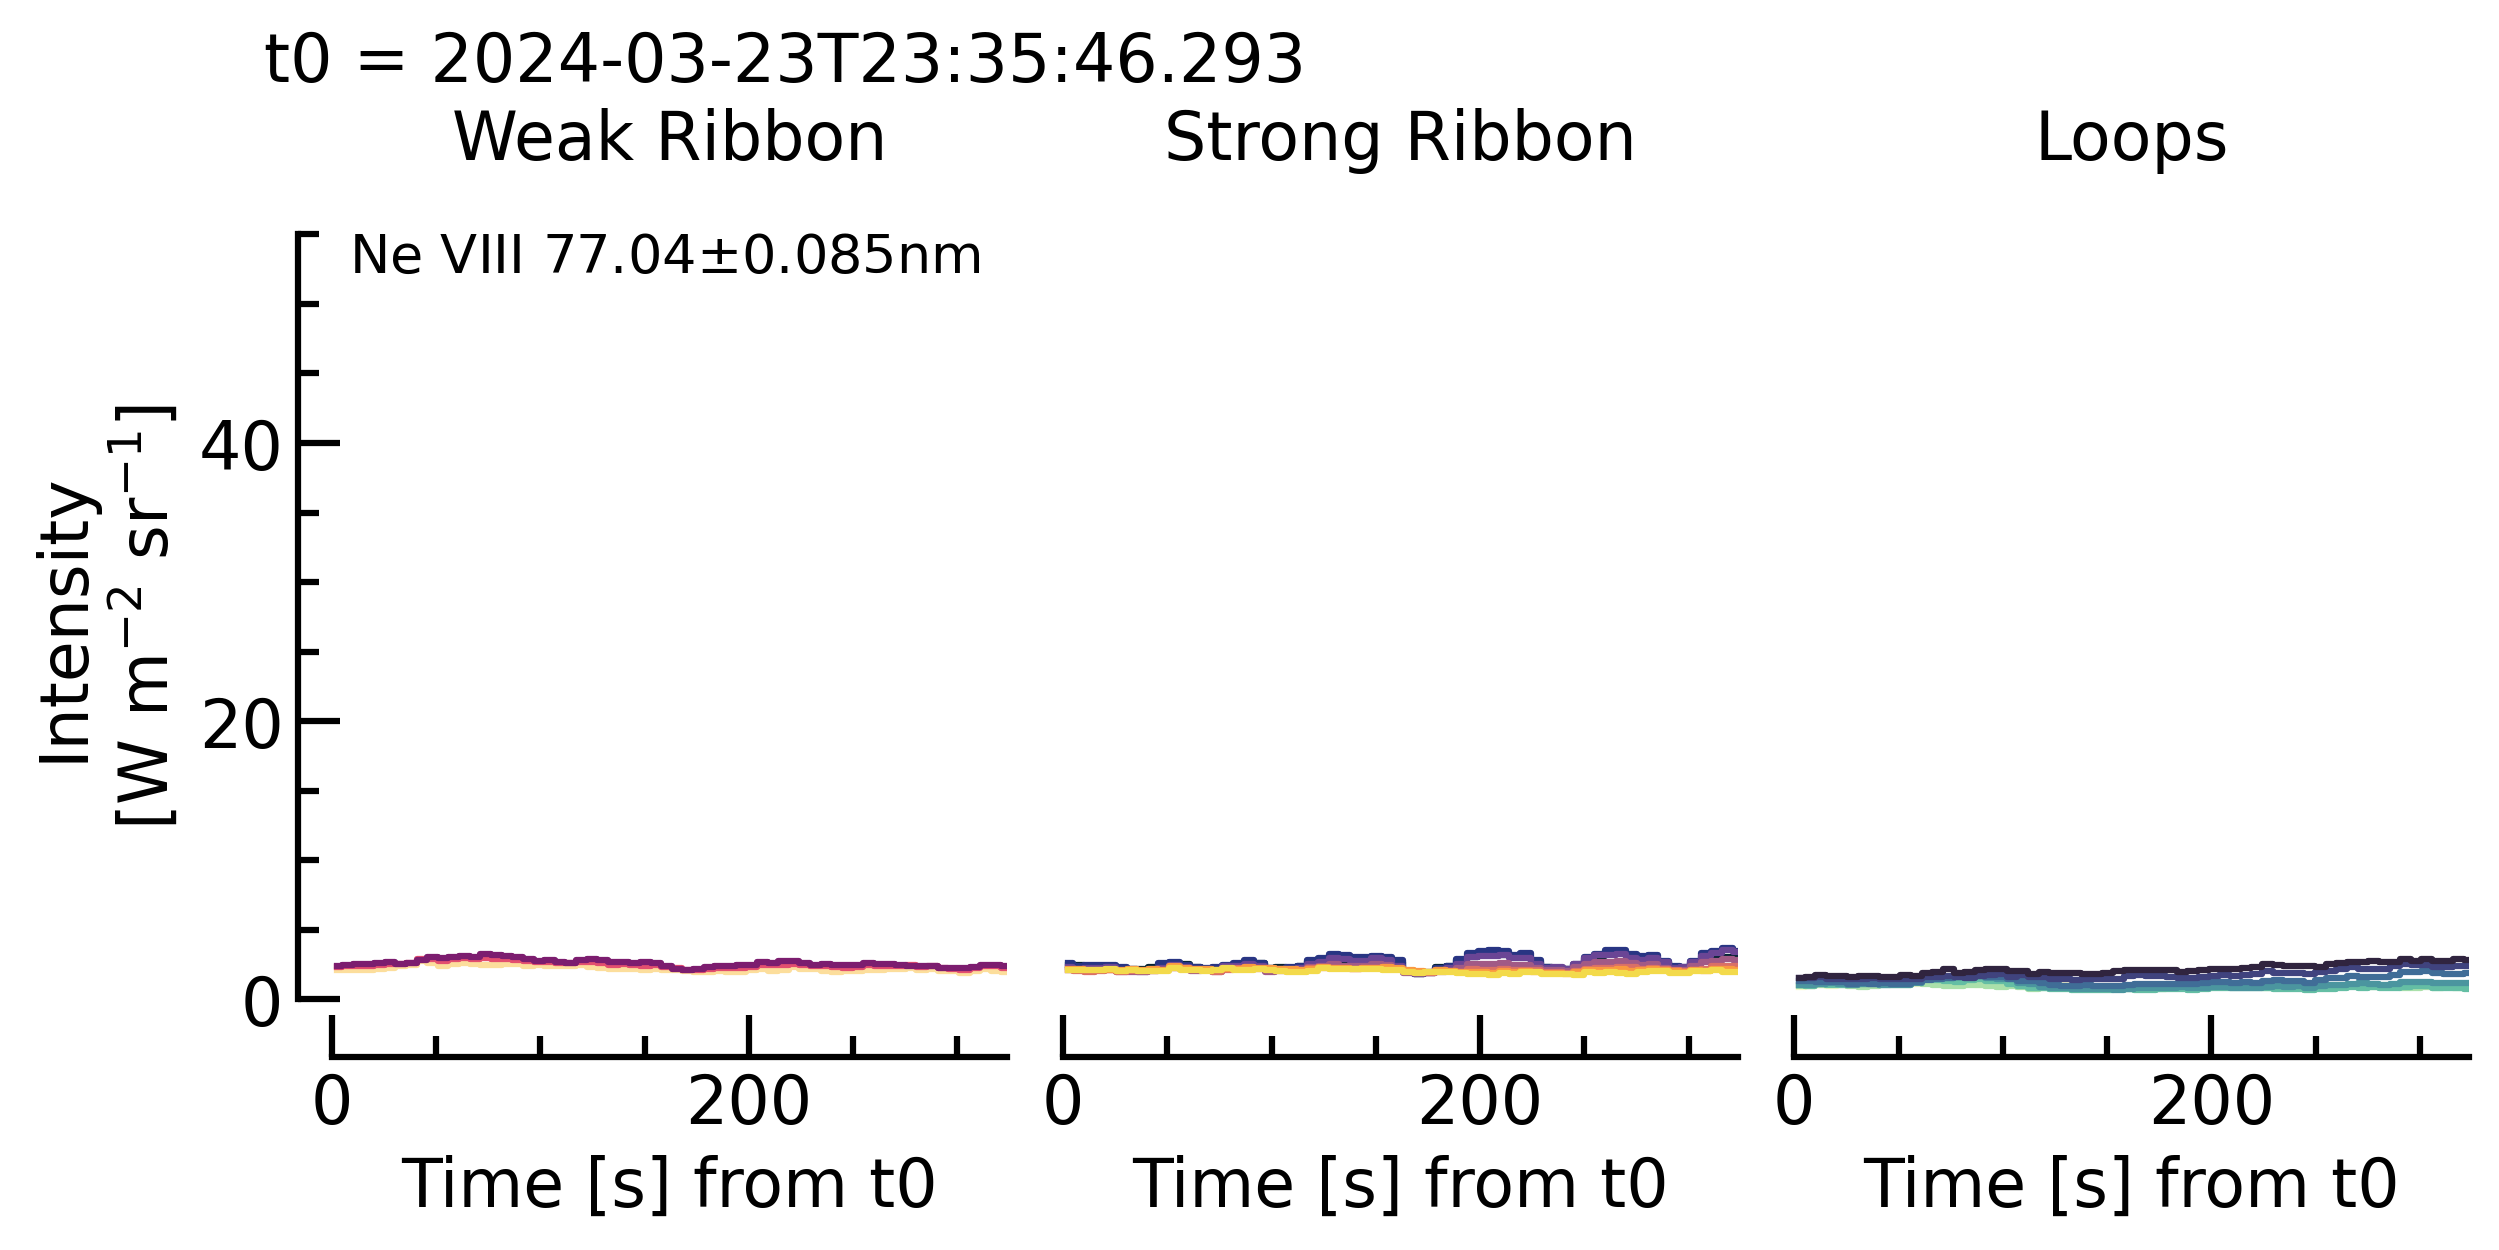 t0 = 2024-03-23T23:35:46.293
Weak Ribbon
Strong Ribbon
Loops
Ne VIII 77.04±0.085nm
Intensity
[W m⁻² sr⁻¹]
40
20
0
0 200
0 200
0 200
Time [s] from t0
Time [s] from t0
Time [s] from t0